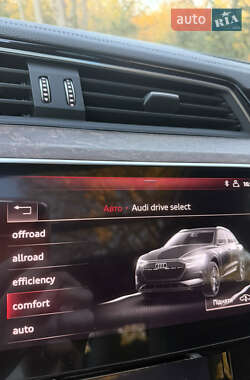 AUTO RIA
Авто › Audi drive select
offroad
allroad
efficiency
comfort
auto